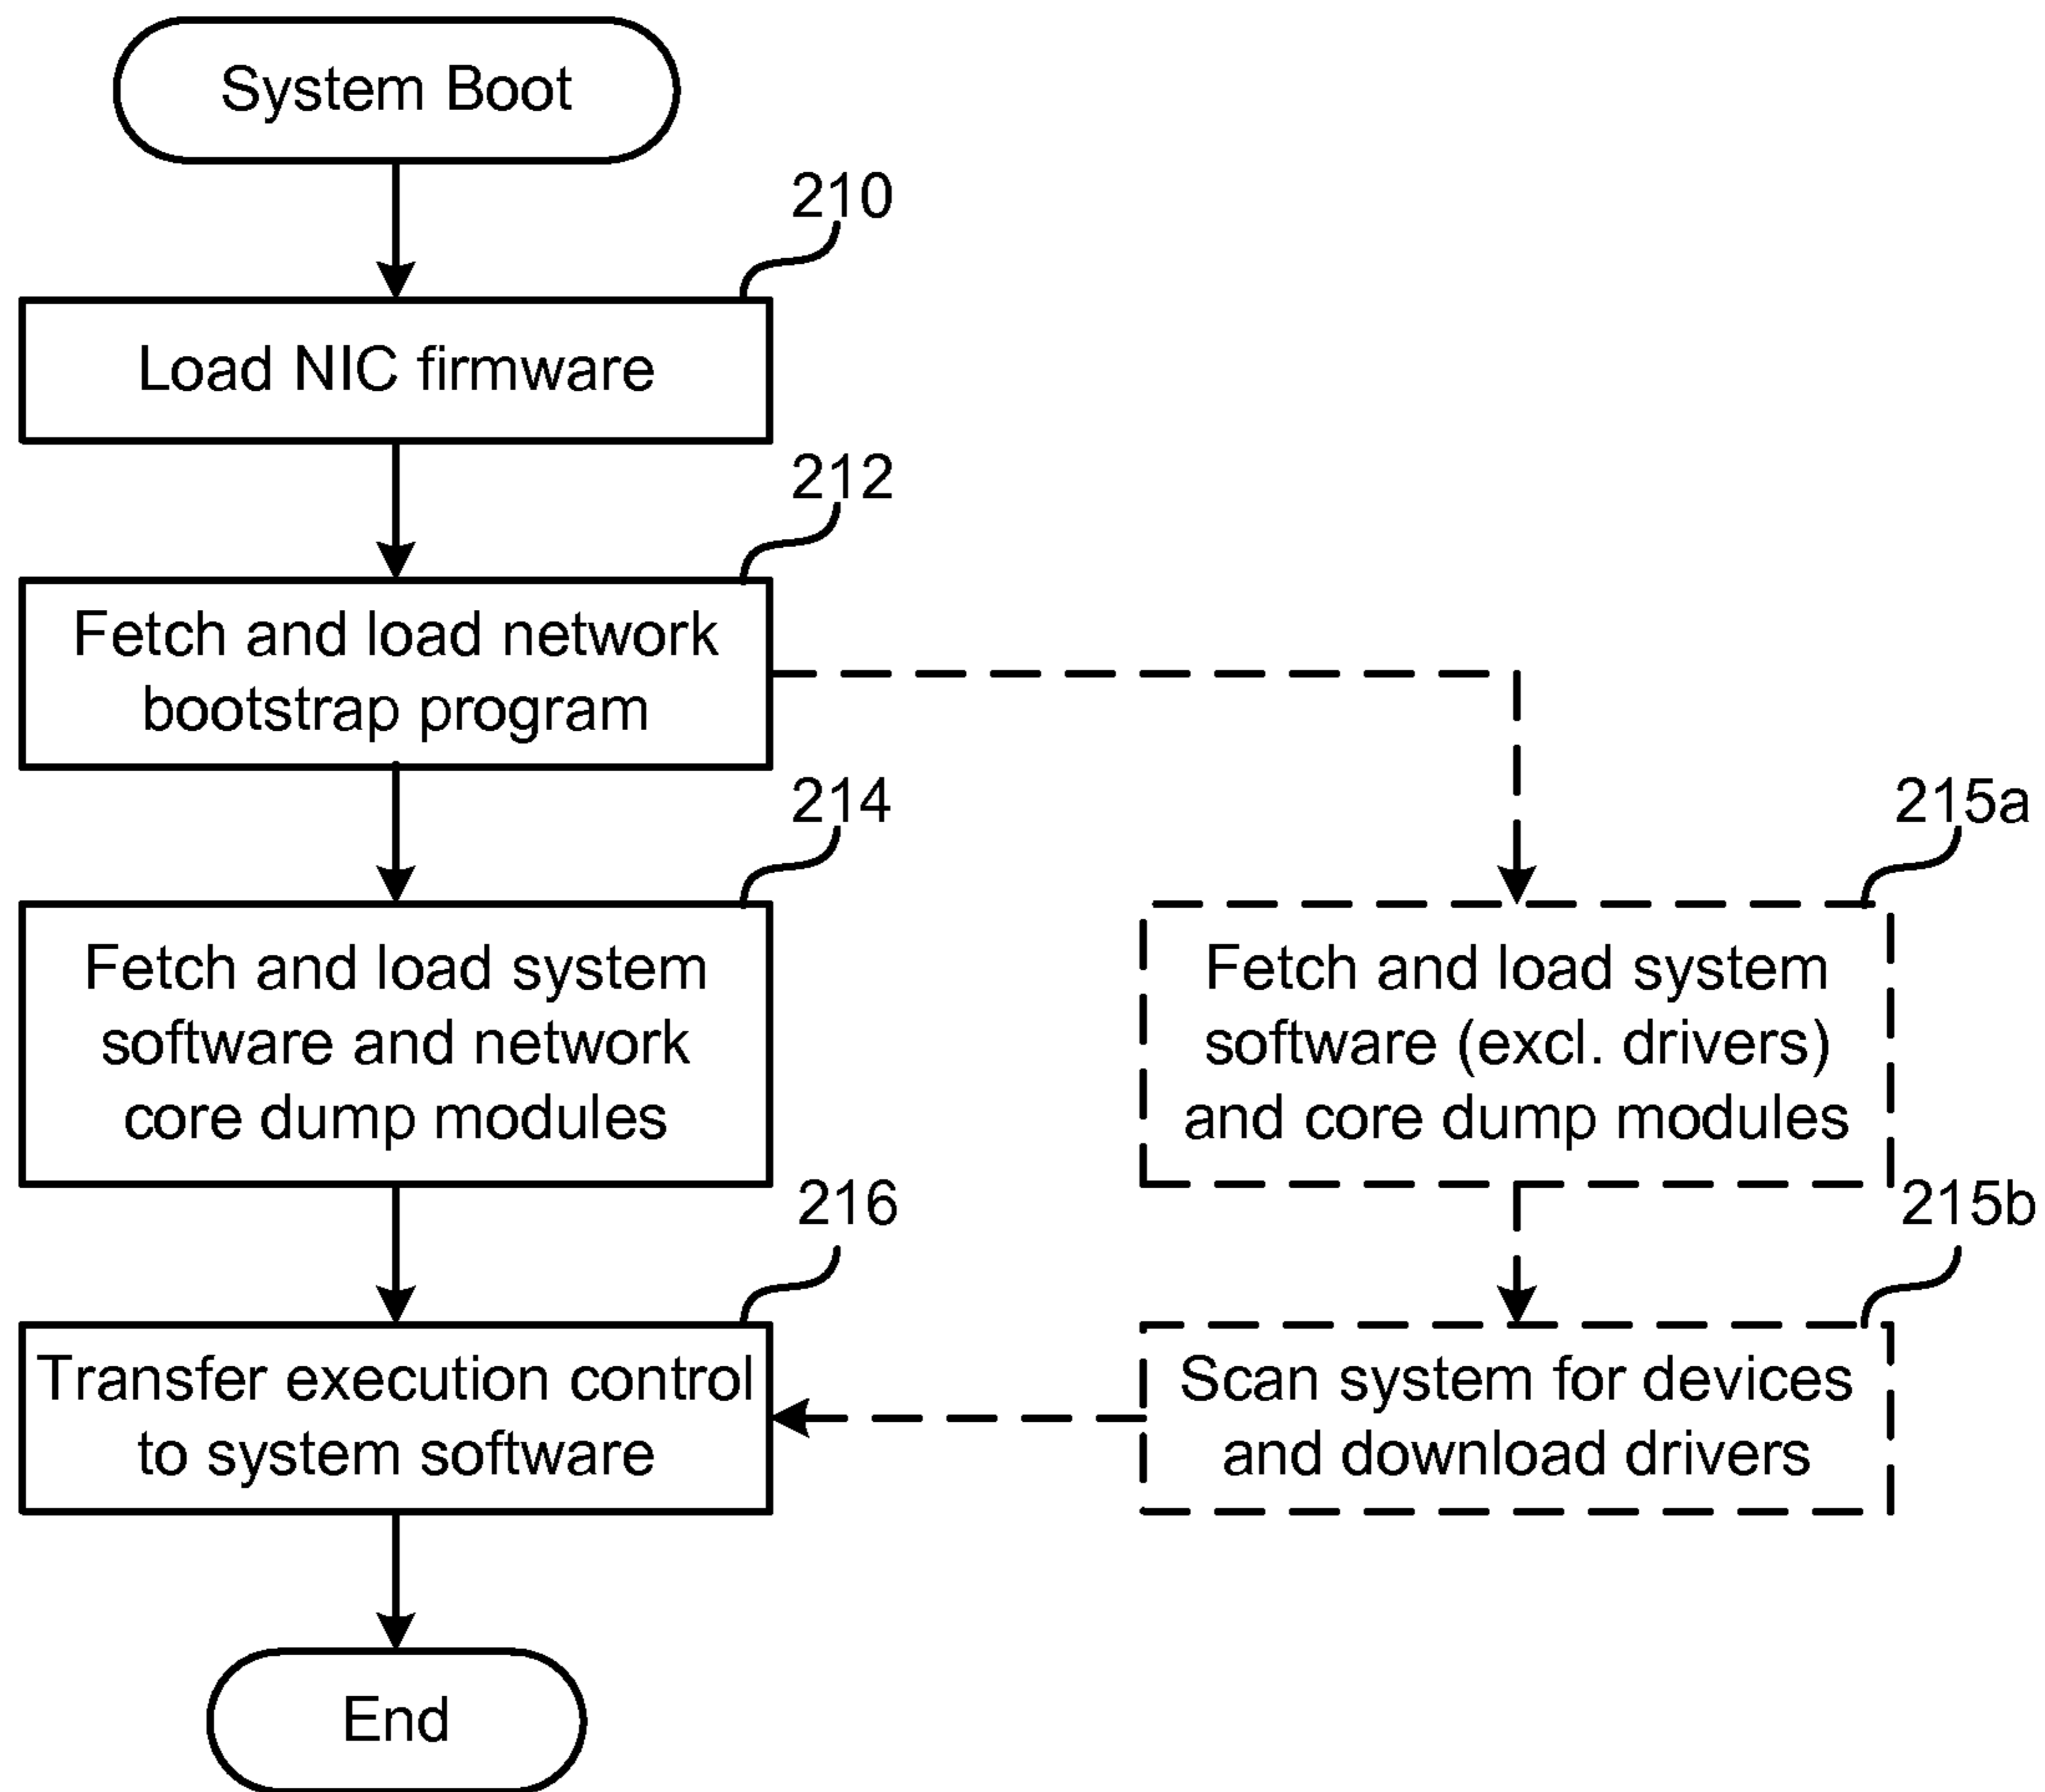 System Boot
210
Load NIC firmware
212
Fetch and load network
bootstrap program
214
Fetch and load system
software and network
core dump modules
215a
Fetch and load system
software (excl. drivers)
and core dump modules
216
Transfer execution control
to system software
215b
Scan system for devices
and download drivers
End